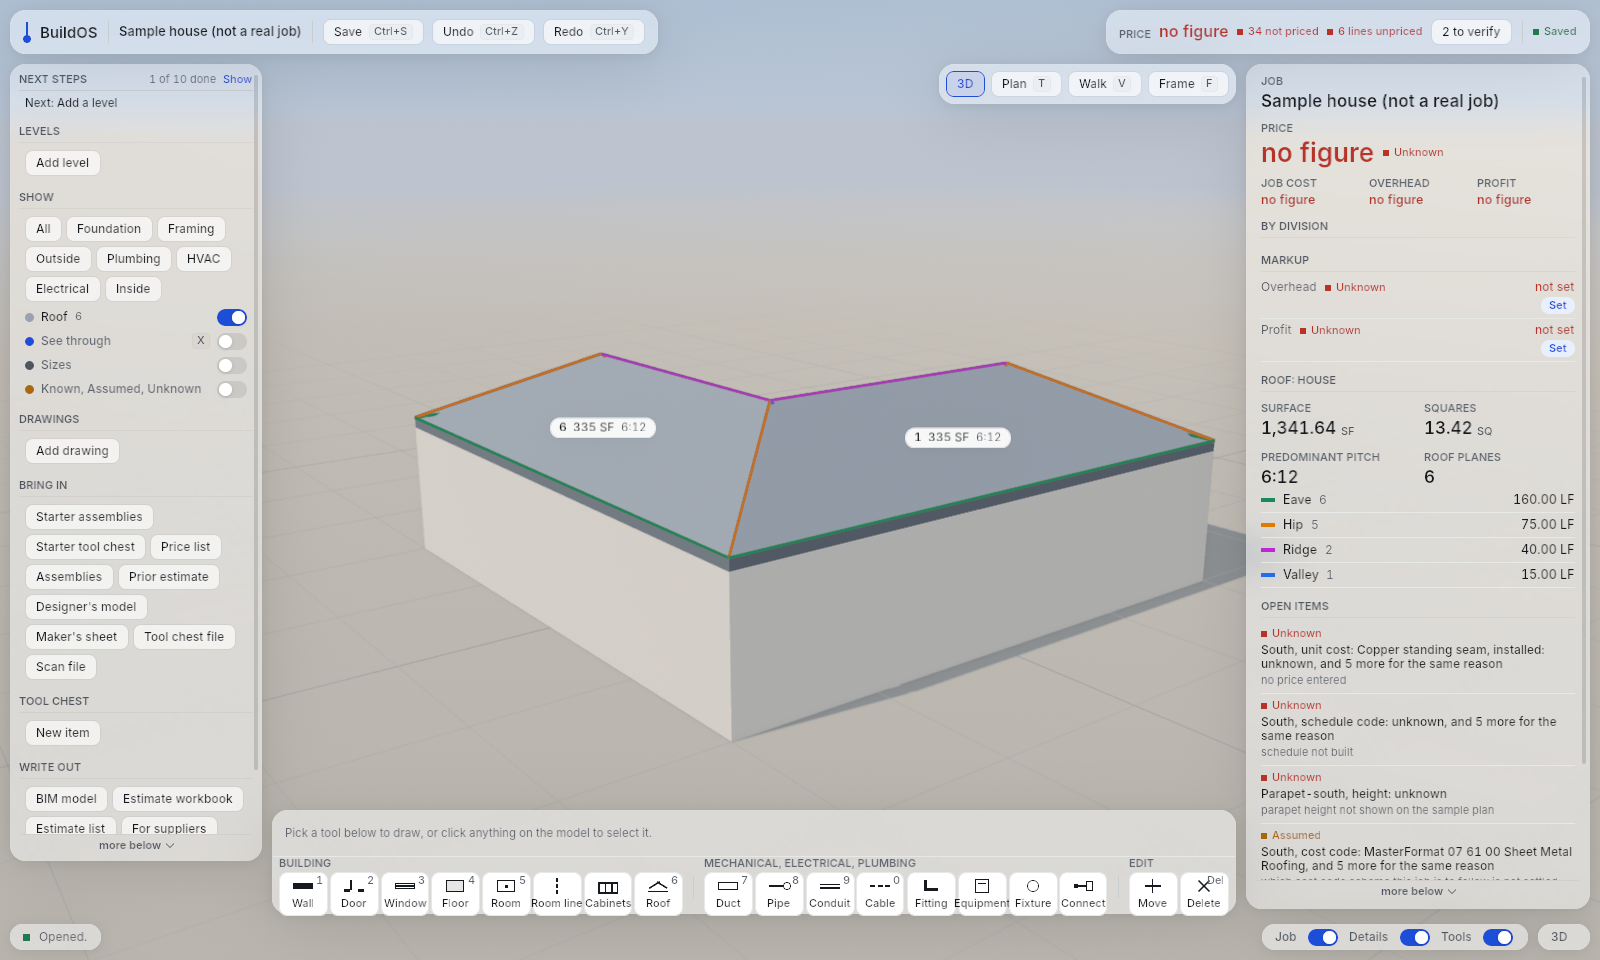 BuildOS
Sample house (not a real job)
Save Ctrl+S
Undo Ctrl+Z
Redo Ctrl+Y
PRICE no figure 34 not priced 6 lines unpriced 2 to verify Saved
NEXT STEPS 1 of 10 done Show
Next: Add a level
LEVELS
Add level
SHOW
All Foundation Framing
Outside Plumbing HVAC
Electrical Inside
Roof 6
See through X
Sizes
Known, Assumed, Unknown
DRAWINGS
Add drawing
BRING IN
Starter assemblies
Starter tool chest Price list
Assemblies Prior estimate
Designer's model
Maker's sheet Tool chest file
Scan file
TOOL CHEST
New item
WRITE OUT
BIM model Estimate workbook
Estimate list For suppliers
more below
Opened.
3D Plan T Walk V Frame F
6 335 SF 6:12
1 335 SF 6:12
Pick a tool below to draw, or click anything on the model to select it.
BUILDING
Wall 1
Door 2
Window 3
Floor 4
Room 5
Room line
Cabinets
Roof 6
MECHANICAL, ELECTRICAL, PLUMBING
Duct 7
Pipe 8
Conduit 9
Cable 0
Fitting
Equipment
Fixture
Connect
EDIT
Move
Delete Del
JOB
Sample house (not a real job)
PRICE
no figure Unknown
JOB COST OVERHEAD PROFIT
no figure no figure no figure
BY DIVISION
MARKUP
Overhead Unknown not set
Set
Profit Unknown not set
Set
ROOF: HOUSE
SURFACE SQUARES
1,341.64 SF 13.42 SQ
PREDOMINANT PITCH ROOF PLANES
6:12 6
Eave 6 160.00 LF
Hip 5 75.00 LF
Ridge 2 40.00 LF
Valley 1 15.00 LF
OPEN ITEMS
Unknown
South, unit cost: Copper standing seam, installed:
unknown, and 5 more for the same reason
no price entered
Unknown
South, schedule code: unknown, and 5 more for the
same reason
schedule not built
Unknown
Parapet-south, height: unknown
parapet height not shown on the sample plan
Assumed
South, cost code: MasterFormat 07 61 00 Sheet Metal
Roofing, and 5 more for the same reason
more below
Job Details Tools 3D